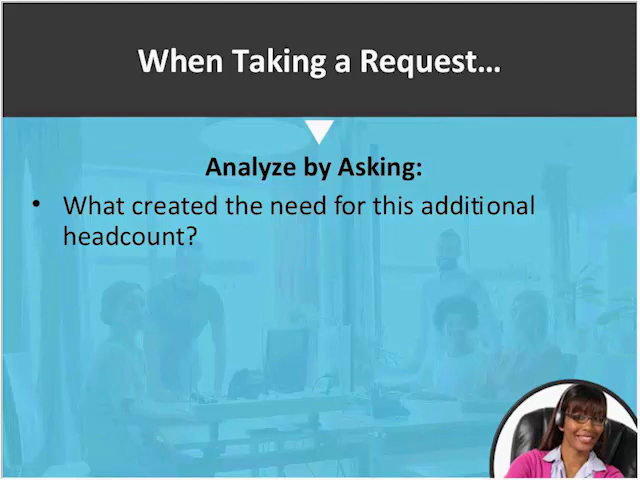 When Taking a Request…
Analyze by Asking:
• What created the need for this additional
headcount?